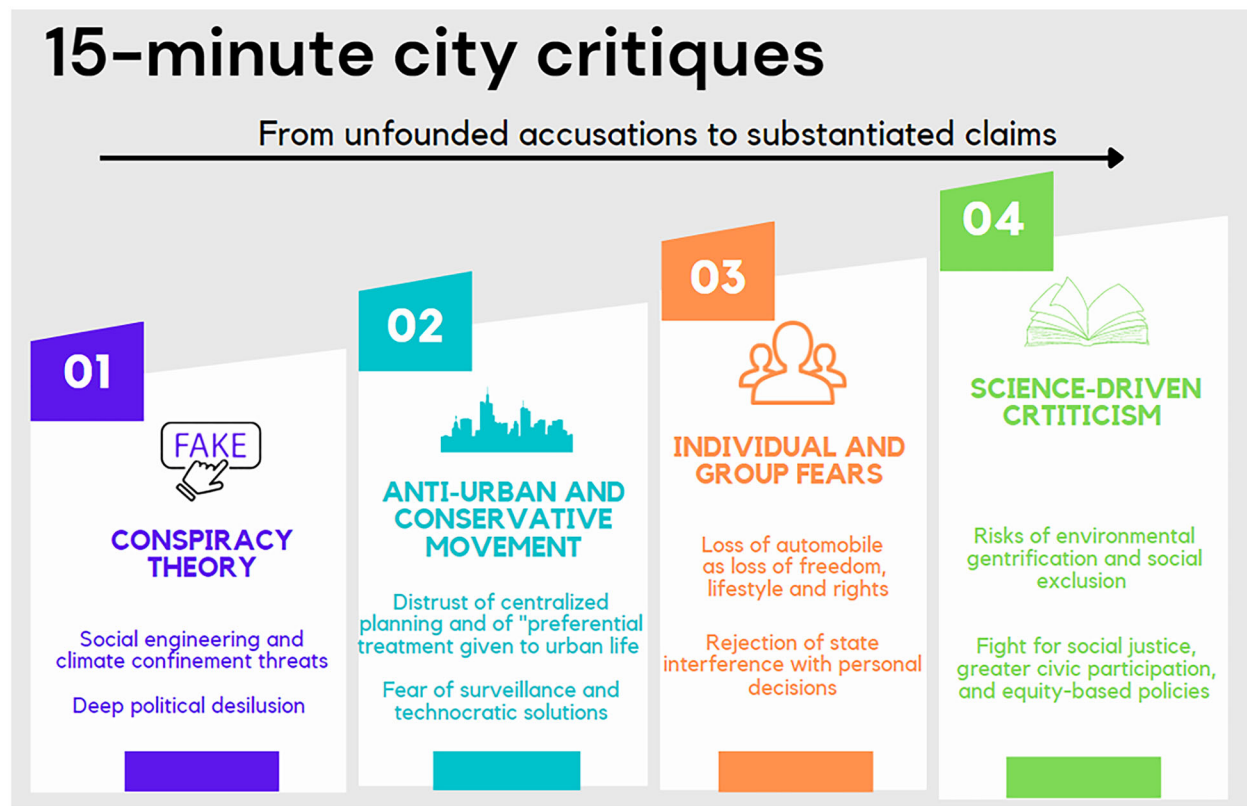 15-minute city critiques
From unfounded accusations to substantiated claims
01
FAKE
CONSPIRACY
THEORY
Social engineering and
climate confinement threats
Deep political desilusion
02
ANTI-URBAN AND
CONSERVATIVE
MOVEMENT
Distrust of centralized
planning and of "preferential
treatment given to urban life
Fear of surveillance and
technocratic solutions
03
INDIVIDUAL AND
GROUP FEARS
Loss of automobile
as loss of freedom,
lifestyle and rights
Rejection of state
interference with personal
decisions
04
SCIENCE-DRIVEN
CRTITICISM
Risks of environmental
gentrification and social
exclusion
Fight for social justice,
greater civic participation,
and equity-based policies